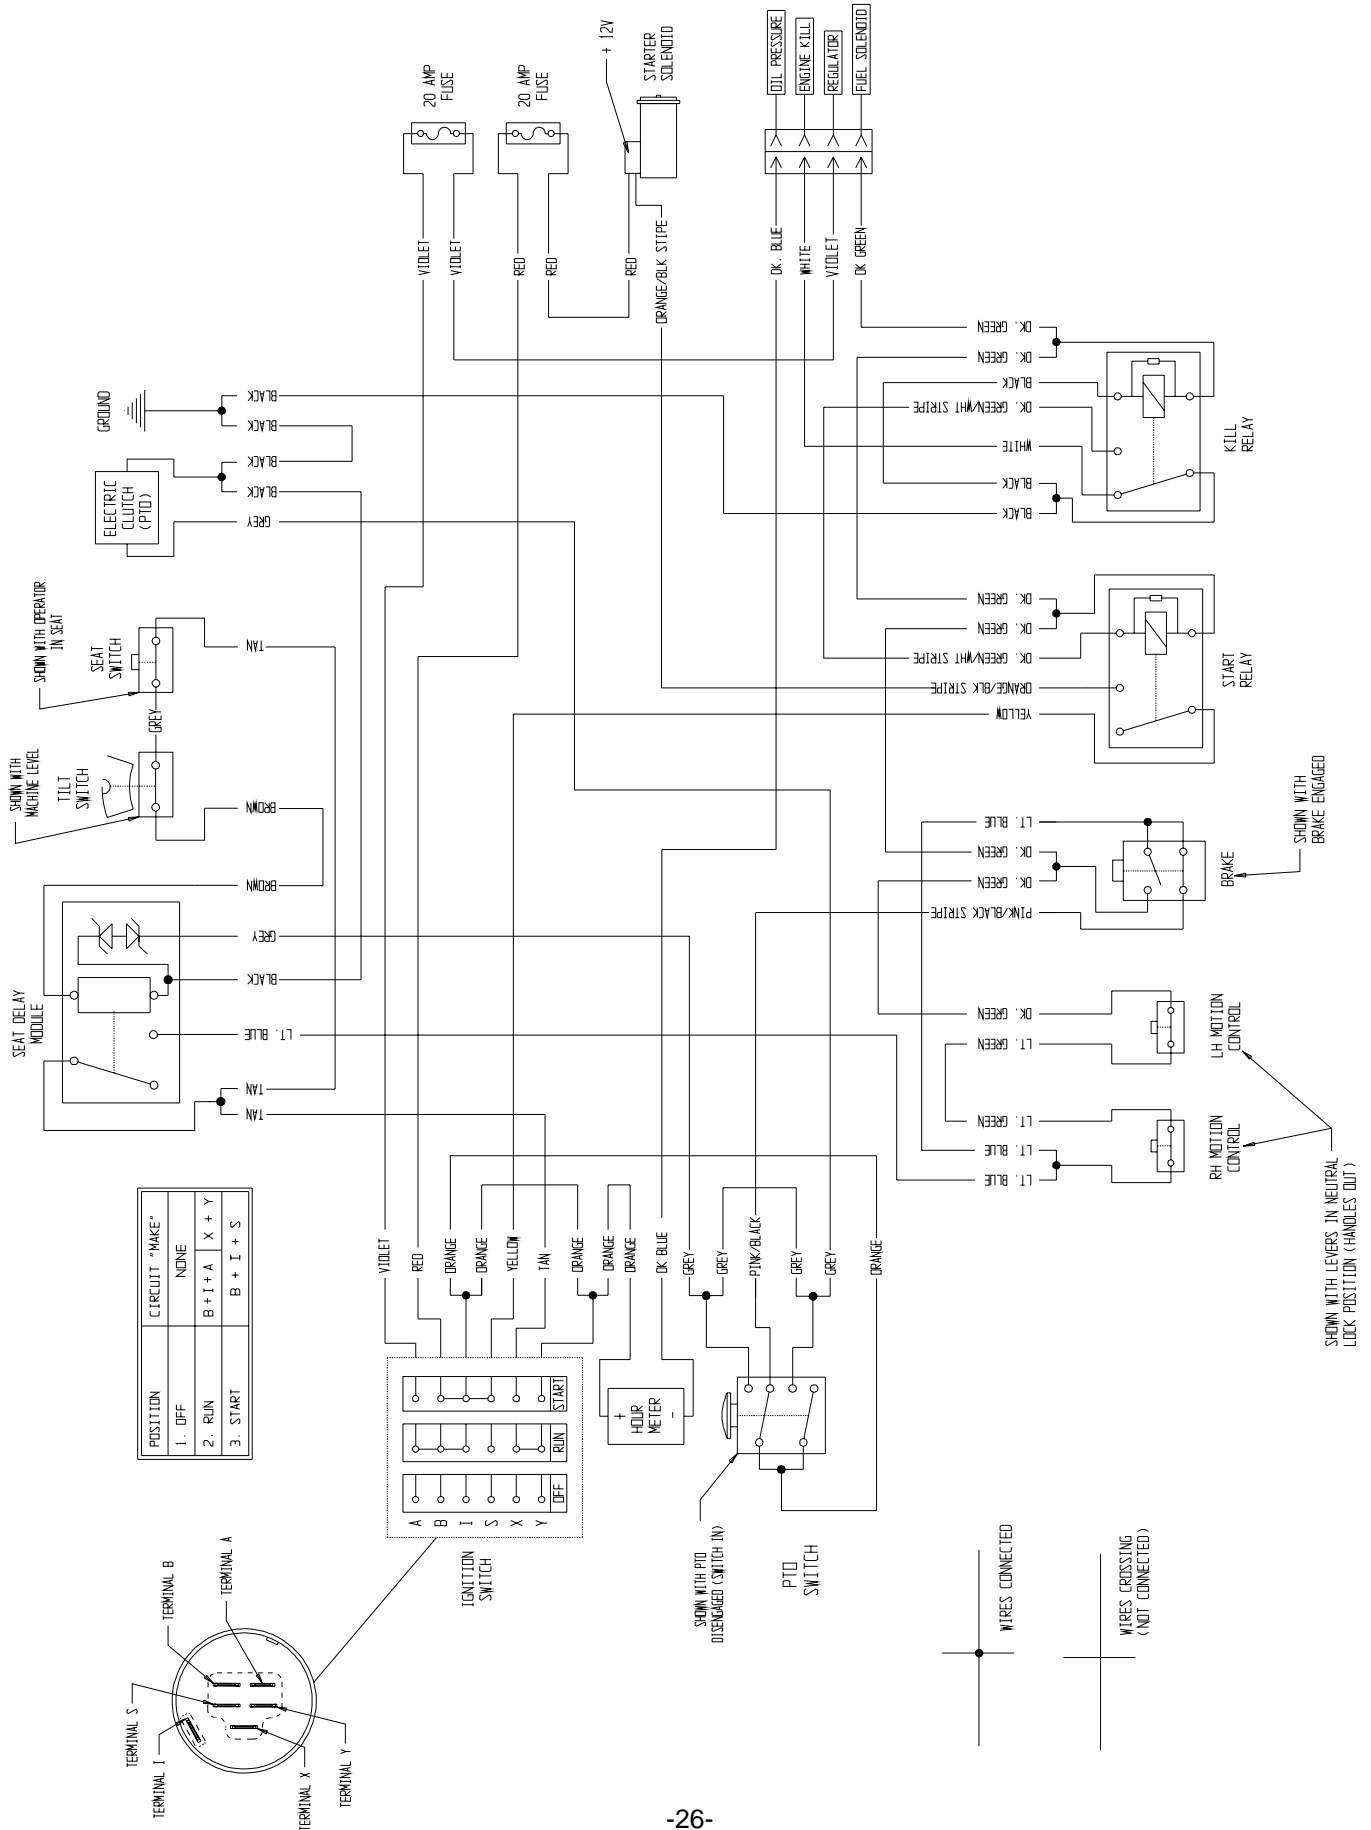 20 AMP
FUSE
20 AMP
FUSE
+ 12V
STARTER
SOLENOID
OIL PRESSURE
ENGINE KILL
REGULATOR
FUEL SOLENOID
VIOLET
VIOLET
RED
RED
RED
ORANGE/BLK STIPE
DK. BLUE
WHITE
VIOLET
DK GREEN
GROUND
BLACK
BLACK
BLACK
BLACK
GREY
ELECTRIC
CLUTCH
(PTO)
DK. GREEN
DK. GREEN
BLACK
DK. GREEN/WHT STRIPE
WHITE
BLACK
BLACK
KILL
RELAY
SHOWN WITH OPERATOR
IN SEAT
SEAT
SWITCH
TAN
GREY
SHOWN WITH
MACHINE LEVEL
TILT
SWITCH
BROWN
BROWN
GREY
BLACK
LT. BLUE
TAN
TAN
SEAT DELAY
MODULE
DK. GREEN
DK. GREEN
DK. GREEN/WHT STRIPE
ORANGE/BLK STRIPE
YELLOW
START
RELAY
LT. BLUE
DK. GREEN
DK. GREEN
PINK/BLACK STRIPE
BRAKE
SHOWN WITH
BRAKE ENGAGED
DK. GREEN
LT. GREEN
LH MOTION
CONTROL
LT. GREEN
LT. BLUE
LT. BLUE
RH MOTION
CONTROL
SHOWN WITH LEVERS IN NEUTRAL
LOCK POSITION (HANDLES OUT)
POSITION CIRCUIT "MAKE"
1. OFF NONE
2. RUN B+I+A X + Y
3. START B + I + S
VIOLET
RED
ORANGE
ORANGE
YELLOW
TAN
ORANGE
ORANGE
ORANGE
DK BLUE
GREY
GREY
PINK/BLACK
GREY
GREY
ORANGE
START
RUN
OFF
A
B
I
S
X
Y
IGNITION
SWITCH
+
HOUR
METER
-
SHOWN WITH PTO
DISENGAGED (SWITCH IN)
PTO
SWITCH
TERMINAL B
TERMINAL A
TERMINAL S
TERMINAL I
TERMINAL X
TERMINAL Y
WIRES CONNECTED
WIRES CROSSING
(NOT CONNECTED)
-26-